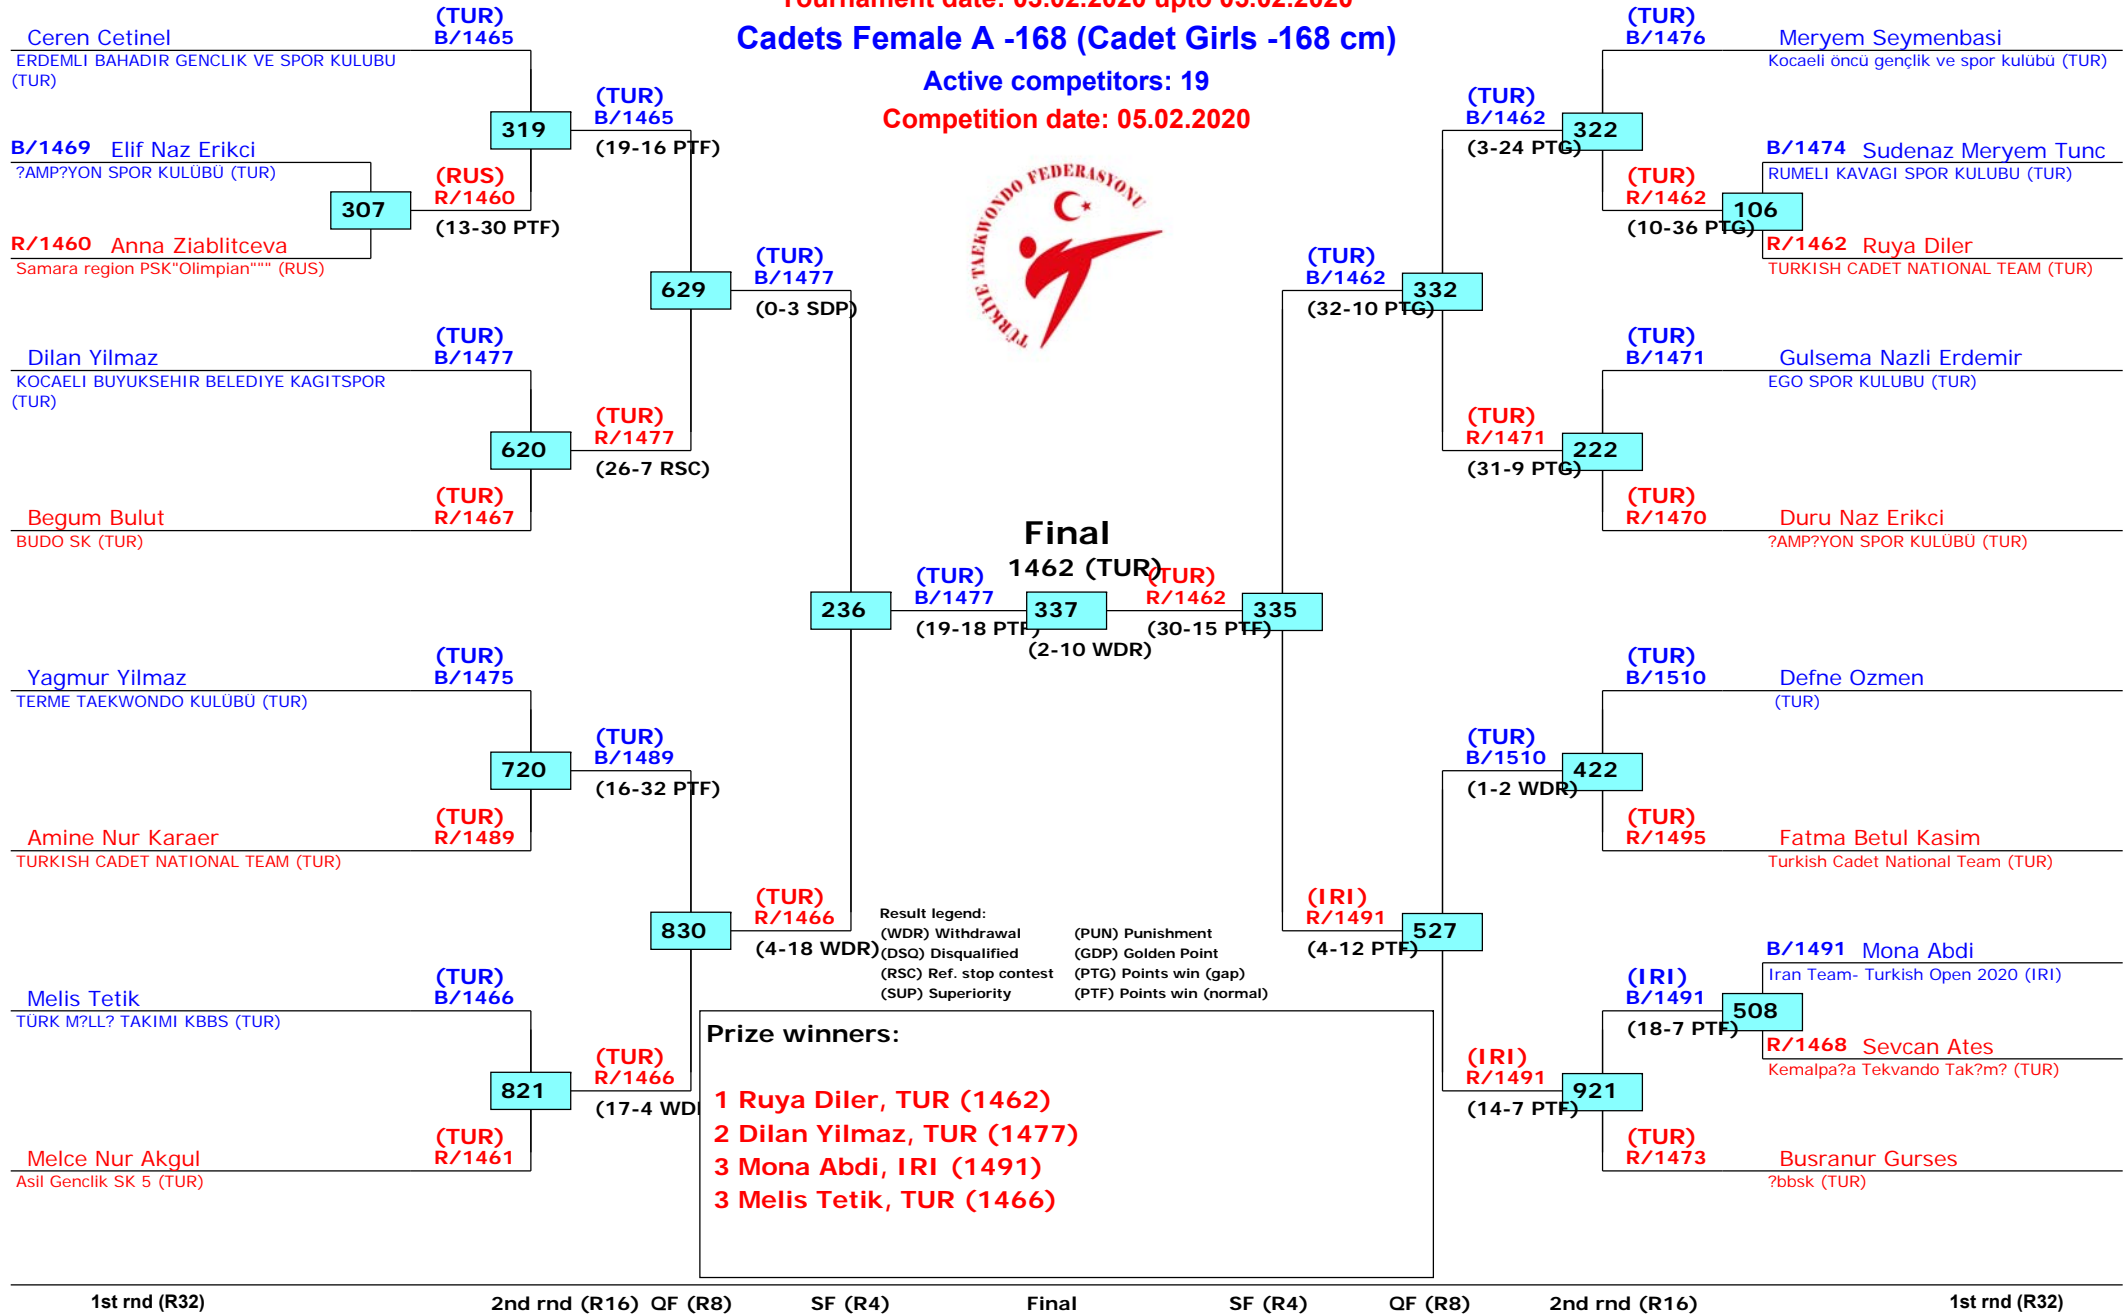 Tournament date: 03.02.2020 upto 05.02.2020
Cadets Female A -168 (Cadet Girls -168 cm)
Active competitors: 19
Competition date: 05.02.2020
TÜRKİYE TAEKWONDO FEDERASYONU
Ceren Cetinel
(TUR)
B/1465
ERDEMLI BAHADIR GENCLIK VE SPOR KULUBU
(TUR)
B/1469 Elif Naz Erikci
?AMP?YON SPOR KULÜBÜ (TUR)
307
(RUS)
R/1460
(13-30 PTF)
R/1460 Anna Ziablitceva
Samara region PSK"Olimpian""" (RUS)
319
(TUR)
B/1465
(19-16 PTF)
Dilan Yilmaz
(TUR)
B/1477
KOCAELI BUYUKSEHIR BELEDIYE KAGITSPOR
(TUR)
620
(TUR)
R/1477
(26-7 RSC)
Begum Bulut
(TUR)
R/1467
BUDO SK (TUR)
629
(TUR)
B/1477
(0-3 SDP)
Yagmur Yilmaz
(TUR)
B/1475
TERME TAEKWONDO KULÜBÜ (TUR)
720
(TUR)
B/1489
(16-32 PTF)
Amine Nur Karaer
(TUR)
R/1489
TURKISH CADET NATIONAL TEAM (TUR)
830
(TUR)
R/1466
(4-18 WDR)
Melis Tetik
(TUR)
B/1466
TÜRK M?LL? TAKIMI KBBS (TUR)
821
(TUR)
R/1466
(17-4 WD
Melce Nur Akgul
(TUR)
R/1461
Asil Genclik SK 5 (TUR)
236
(TUR)
B/1477
(19-18 PTF)
Final
1462 (TUR)
337
(2-10 WDR)
(TUR)
R/1462
(30-15 PTF)
335
(TUR)
B/1476
Meryem Seymenbasi
Kocaeli öncü gençlik ve spor kulübü (TUR)
(TUR)
B/1462
(3-24 PTG)
322
B/1474 Sudenaz Meryem Tunc
RUMELI KAVAGI SPOR KULUBU (TUR)
(TUR)
R/1462
(10-36 PTG)
106
R/1462 Ruya Diler
TURKISH CADET NATIONAL TEAM (TUR)
(TUR)
B/1462
(32-10 PTG)
332
(TUR)
B/1471
Gulsema Nazli Erdemir
EGO SPOR KULUBU (TUR)
(TUR)
R/1471
(31-9 PTG)
222
(TUR)
R/1470
Duru Naz Erikci
?AMP?YON SPOR KULÜBÜ (TUR)
(TUR)
B/1510
Defne Ozmen
(TUR)
(TUR)
B/1510
(1-2 WDR)
422
(TUR)
R/1495
Fatma Betul Kasim
Turkish Cadet National Team (TUR)
(IRI)
R/1491
(4-12 PTF)
527
B/1491 Mona Abdi
Iran Team- Turkish Open 2020 (IRI)
(IRI)
B/1491
(18-7 PTF)
508
R/1468 Sevcan Ates
Kemalpa?a Tekvando Tak?m? (TUR)
(IRI)
R/1491
(14-7 PTF)
921
(TUR)
R/1473
Busranur Gurses
?bbsk (TUR)
Result legend:
(WDR) Withdrawal (PUN) Punishment
(DSQ) Disqualified (GDP) Golden Point
(RSC) Ref. stop contest (PTG) Points win (gap)
(SUP) Superiority (PTF) Points win (normal)
Prize winners:
1 Ruya Diler, TUR (1462)
2 Dilan Yilmaz, TUR (1477)
3 Mona Abdi, IRI (1491)
3 Melis Tetik, TUR (1466)
1st rnd (R32) 2nd rnd (R16) QF (R8) SF (R4) Final SF (R4) QF (R8) 2nd rnd (R16) 1st rnd (R32)